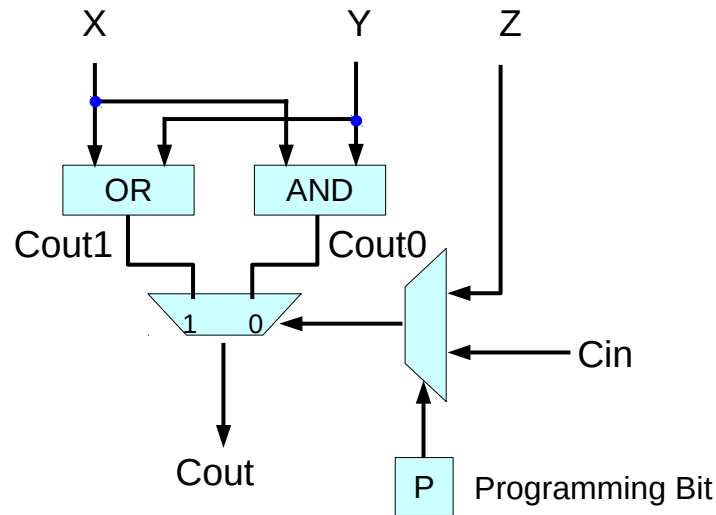 X Y Z
OR AND
Cout1 Cout0
1 0
Cin
Cout
P Programming Bit